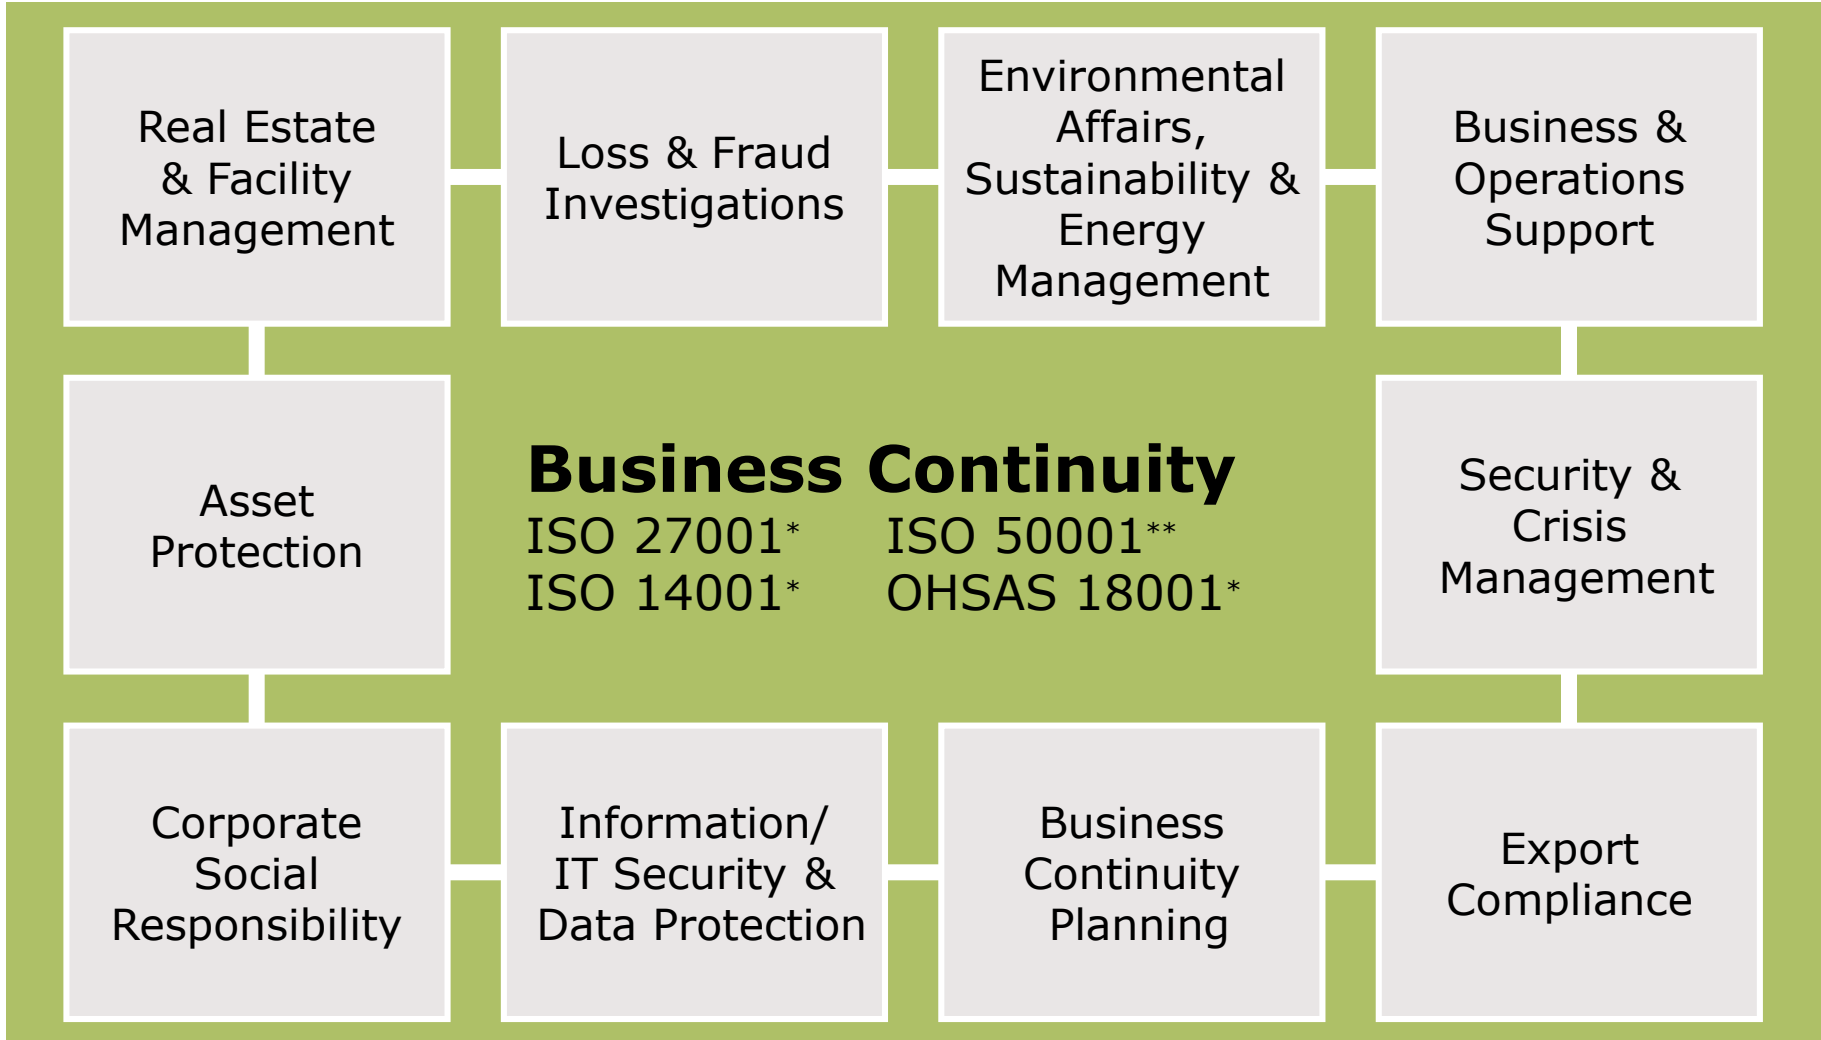 Real Estate
& Facility
Management
Loss & Fraud
Investigations
Environmental
Affairs,
Sustainability &
Energy
Management
Business &
Operations
Support
Asset
Protection
Business Continuity
ISO 27001* ISO 50001**
ISO 14001* OHSAS 18001*
Security &
Crisis
Management
Corporate
Social
Responsibility
Information/
IT Security &
Data Protection
Business
Continuity
Planning
Export
Compliance